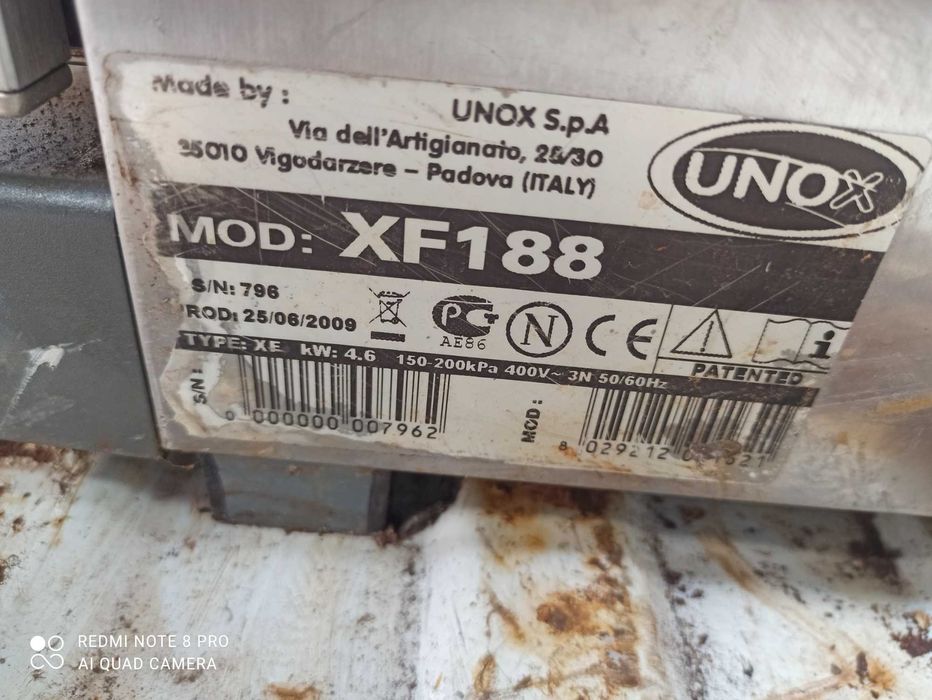 Made by :
UNOX S.p.A
Via dell'Artigianato, 28/30
35010 Vigodarzere – Padova (ITALY)
UNOX
MOD: XF188
S/N: 796
ROD: 25/06/2009
AE86
N
CE
i
PATENTED
TYPE: XE kW: 4.6 150-200kPa 400V~ 3N 50/60Hz
S/N :
0 000000 007962
MOD :
8 029212
REDMI NOTE 8 PRO
AI QUAD CAMERA